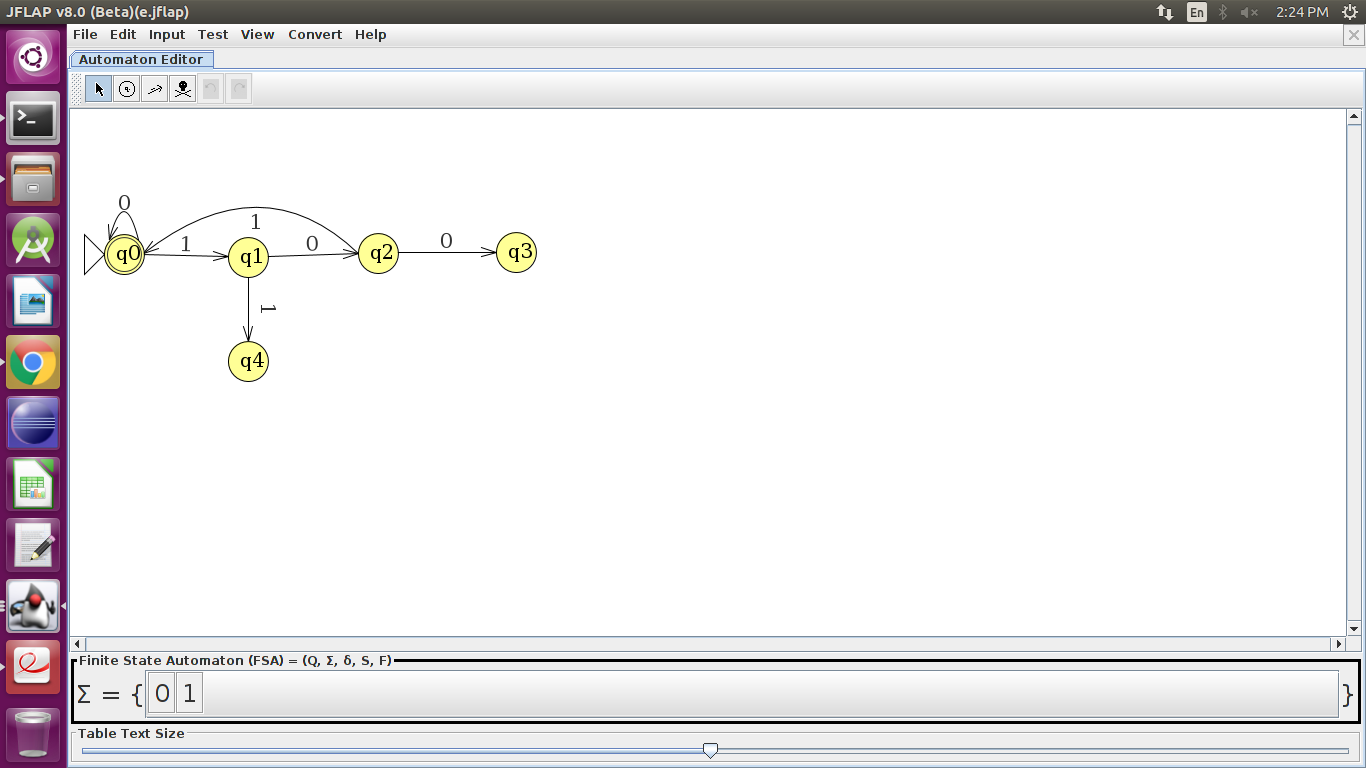 JFLAP v8.0 (Beta)(e.jflap)
En
2:24 PM
File Edit Input Test View Convert Help
Automaton Editor
0
1
q0 1 q1 0 q2 0 q3
1
q4
Finite State Automaton (FSA) = (Q, Σ, δ, S, F)
Σ = { 0 1 }
Table Text Size